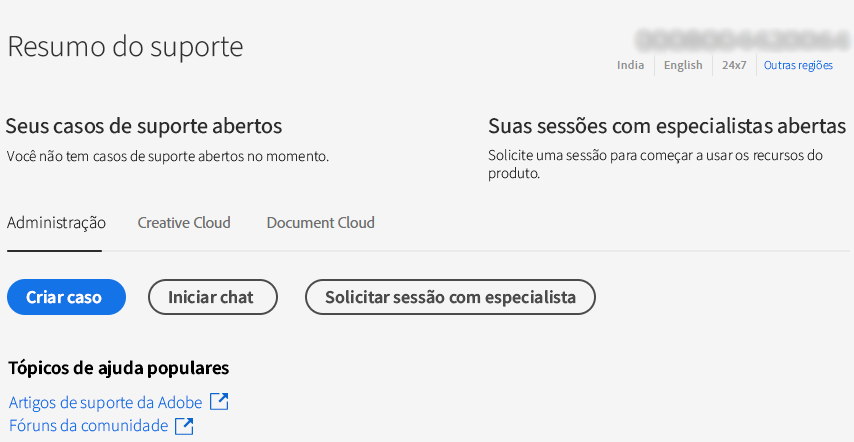 Resumo do suporte
India English 24x7 Outras regiões
Seus casos de suporte abertos
Você não tem casos de suporte abertos no momento.
Suas sessões com especialistas abertas
Solicite uma sessão para começar a usar os recursos do
produto.
Administração Creative Cloud Document Cloud
Criar caso Iniciar chat Solicitar sessão com especialista
Tópicos de ajuda populares
Artigos de suporte da Adobe
Fóruns da comunidade